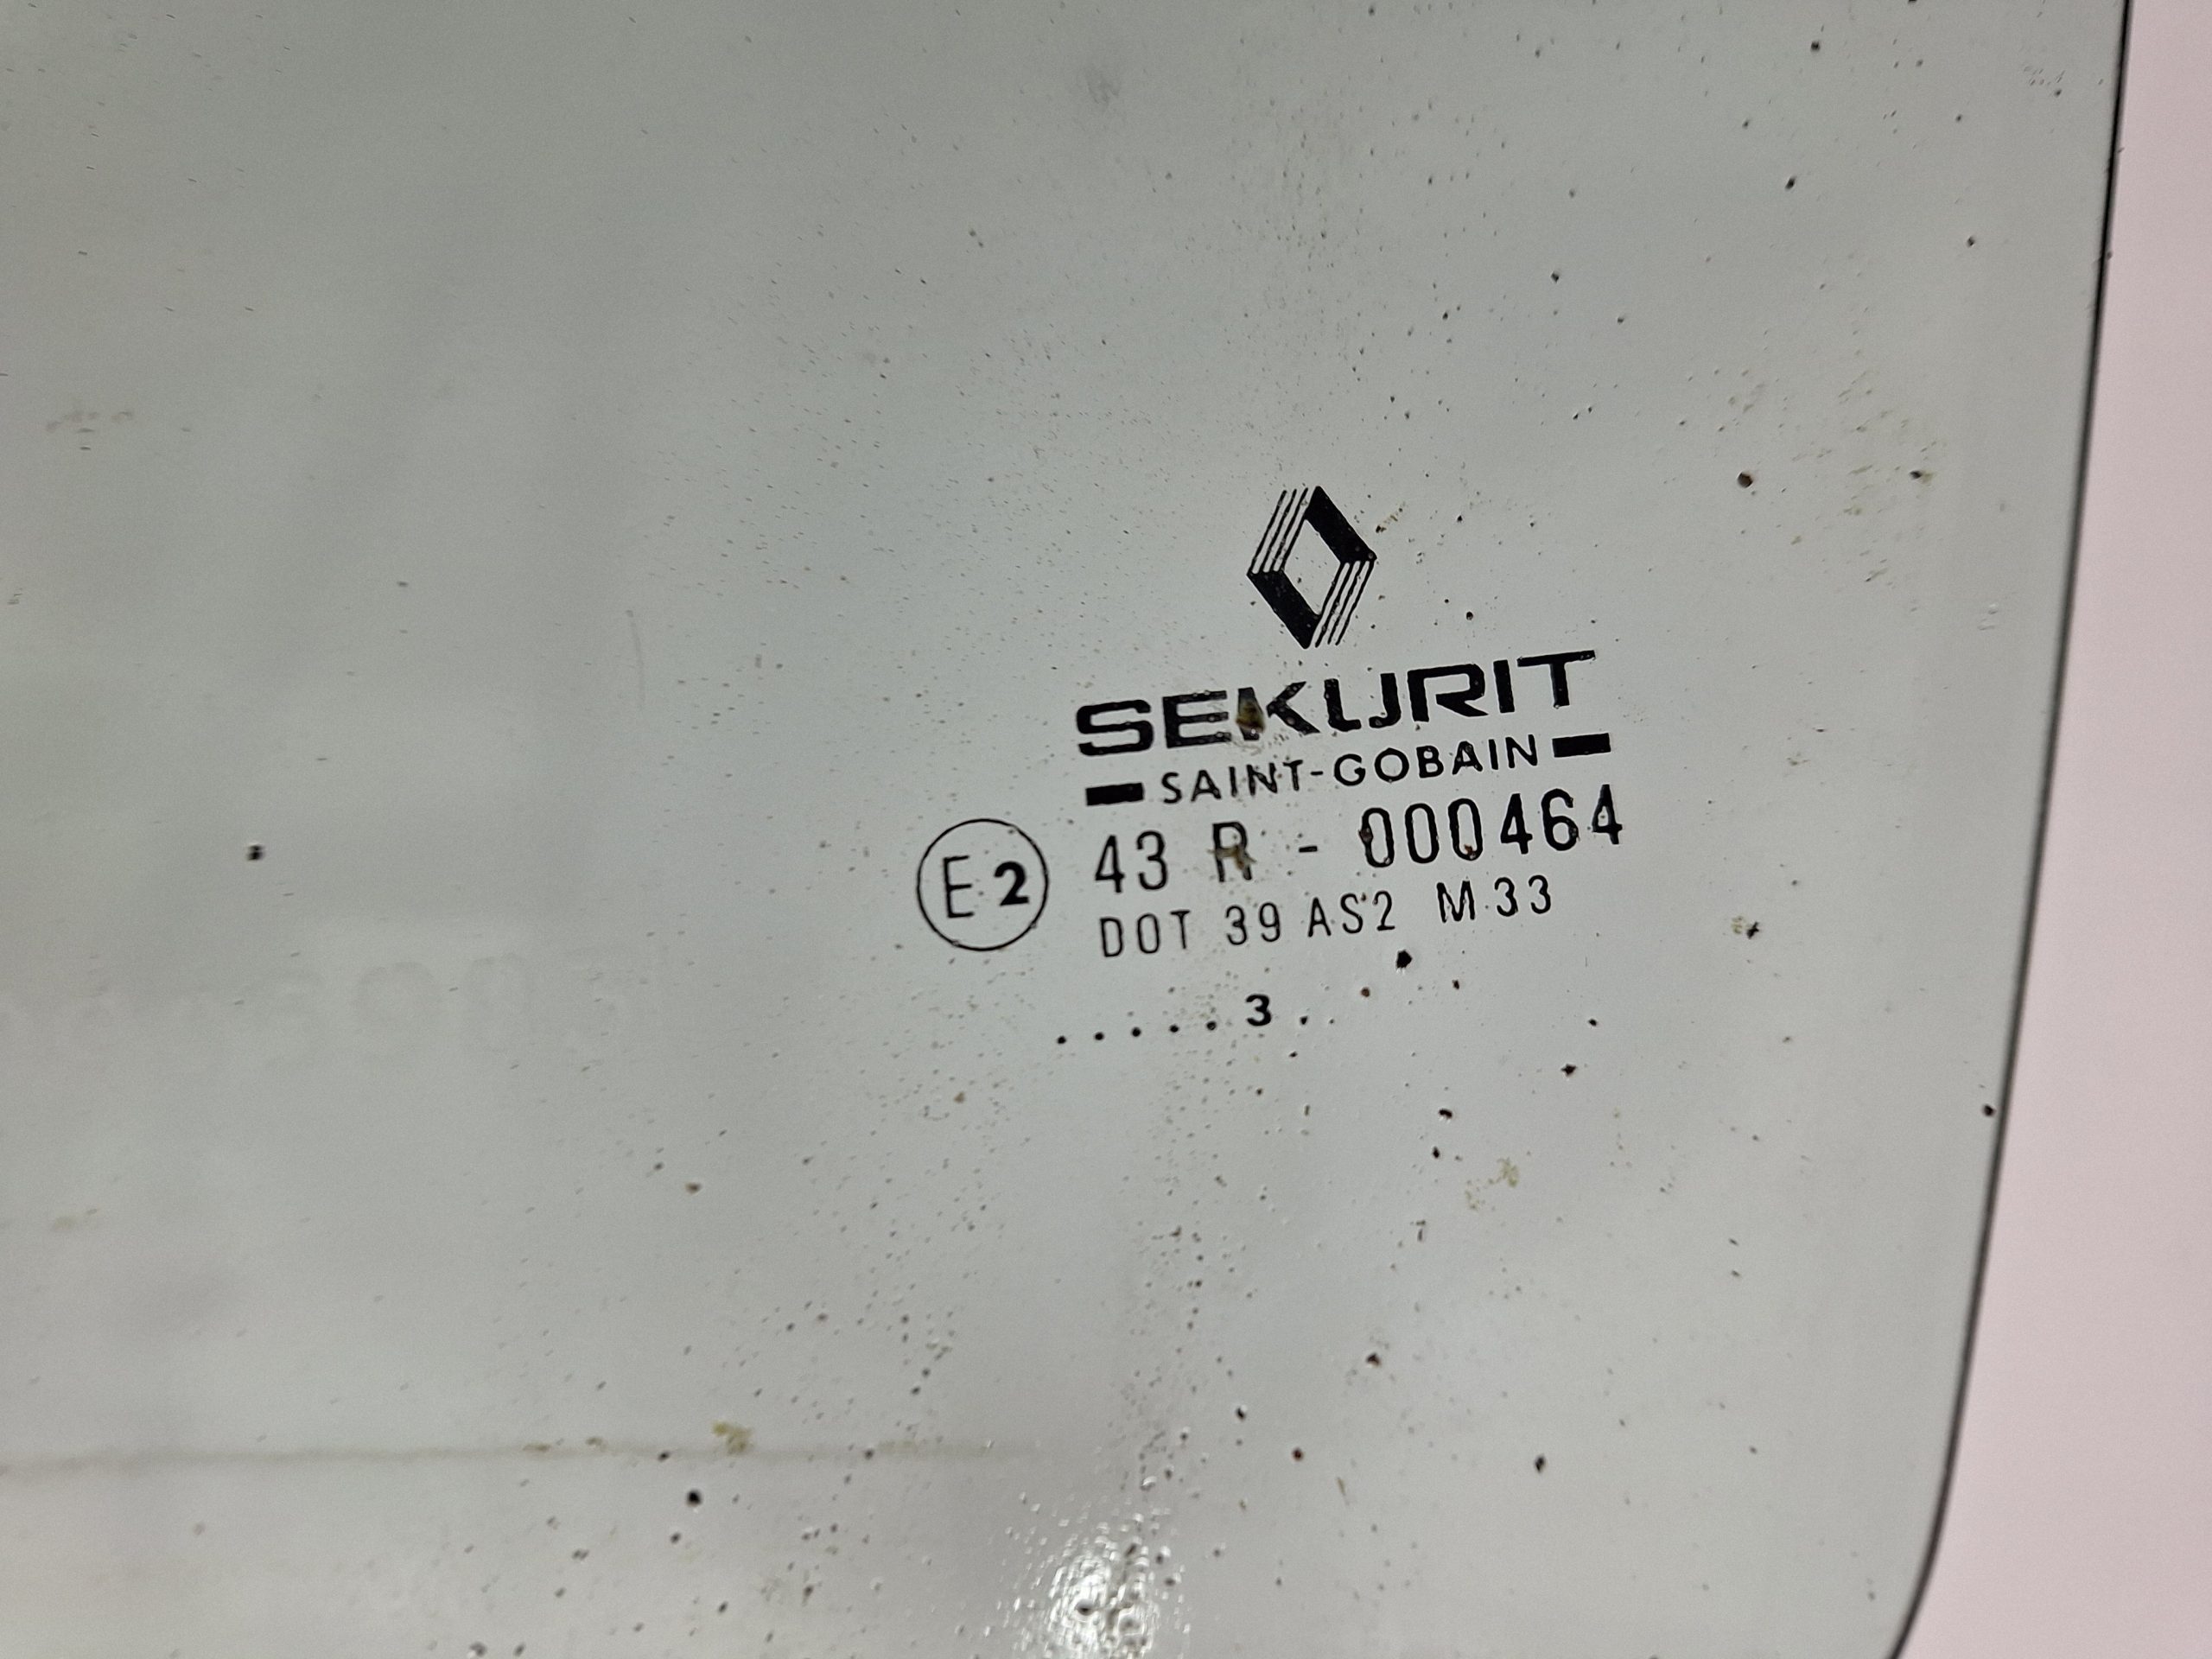 SEKURIT
SAINT-GOBAIN
E2 43 R - 000464
DOT 39 AS2 M33
.....3.